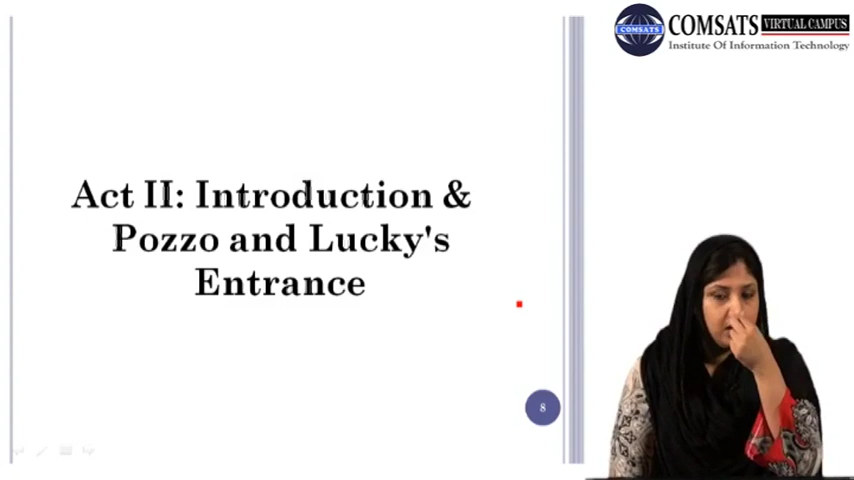 COMSATS VIRTUAL CAMPUS
COMSATS
Institute Of Information Technology
Act II: Introduction &
Pozzo and Lucky's
Entrance
8